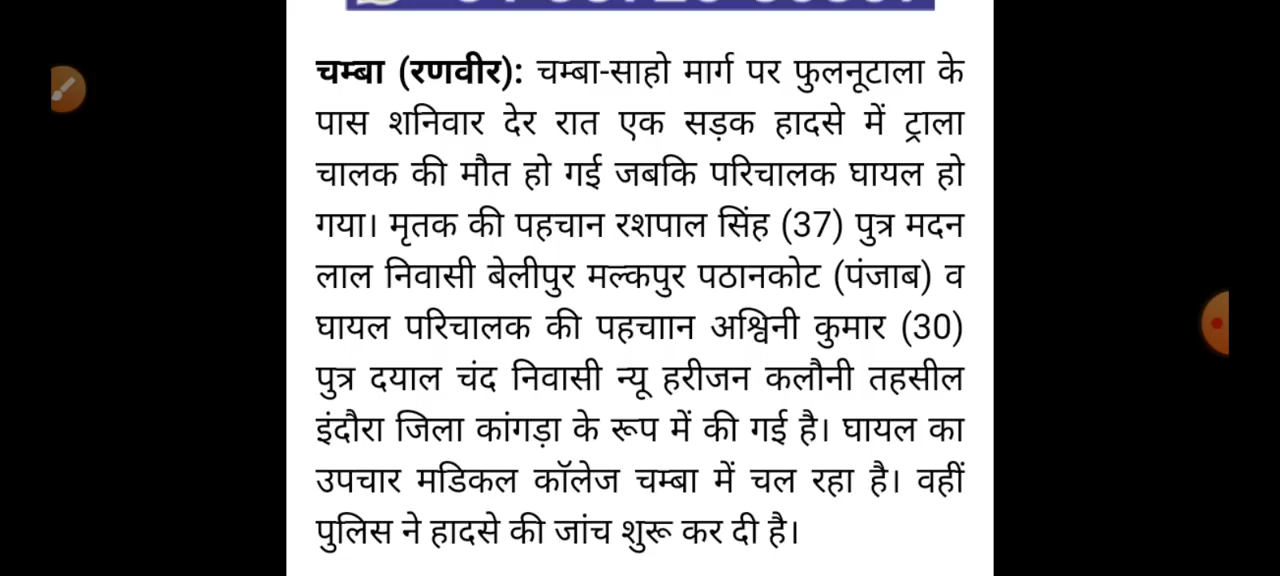 चम्बा (रणवीर): चम्बा-साहो मार्ग पर फुलनूटाला के
पास शनिवार देर रात एक सड़क हादसे में ट्राला
चालक की मौत हो गई जबकि परिचालक घायल हो
गया। मृतक की पहचान रशपाल सिंह (37) पुत्र मदन
लाल निवासी बेलीपुर मल्कपुर पठानकोट (पंजाब) व
घायल परिचालक की पहचाान अश्विनी कुमार (30)
पुत्र दयाल चंद निवासी न्यू हरीजन कलौनी तहसील
इंदौरा जिला कांगड़ा के रूप में की गई है। घायल का
उपचार मडिकल कॉलेज चम्बा में चल रहा है। वहीं
पुलिस ने हादसे की जांच शुरू कर दी है।